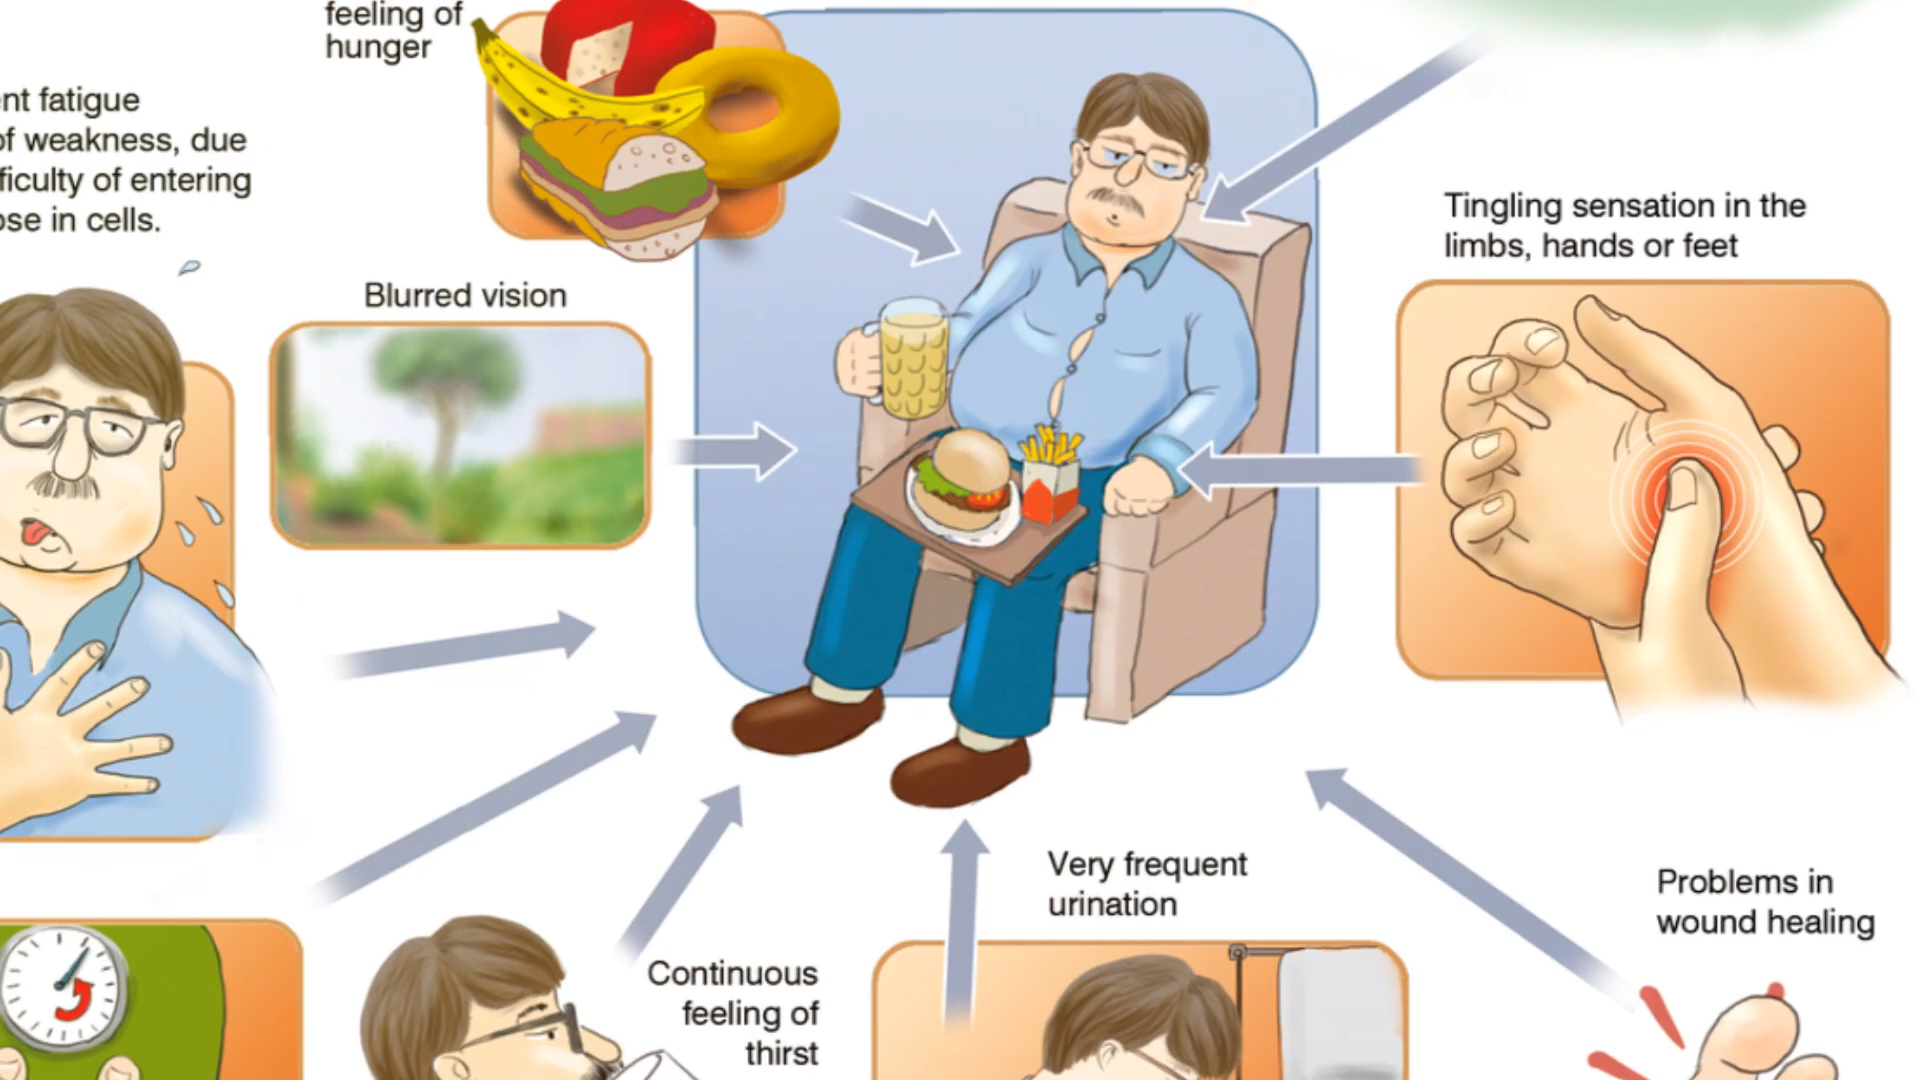 feeling of
hunger
nt fatigue
of weakness, due
ficulty of entering
ose in cells.
Blurred vision
Tingling sensation in the
limbs, hands or feet
Very frequent
urination
Problems in
wound healing
Continuous
feeling of
thirst